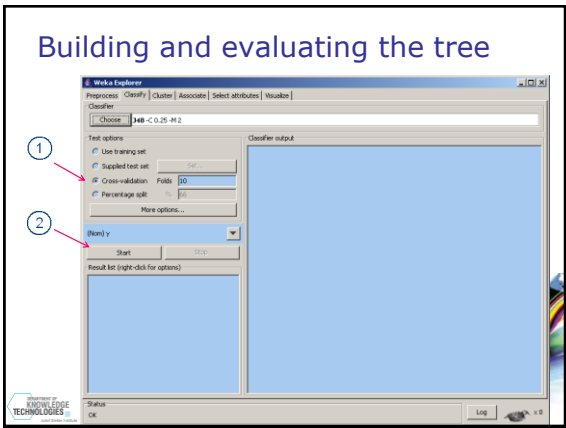 Building and evaluating the tree
Weka Explorer
Preprocess Classify Cluster Associate Select attributes Visualize
Classifier
Choose J48 -C 0.25 -M 2
Test options
Use training set
Supplied test set Set...
Cross-validation Folds 10
Percentage split % 66
More options...
(Nom) y
Start Stop
Result list (right-click for options)
Classifier output
1
2
Status
OK
Log x 0
DEPARTMENT OF
KNOWLEDGE
TECHNOLOGIES
Jozef Stefan Institute